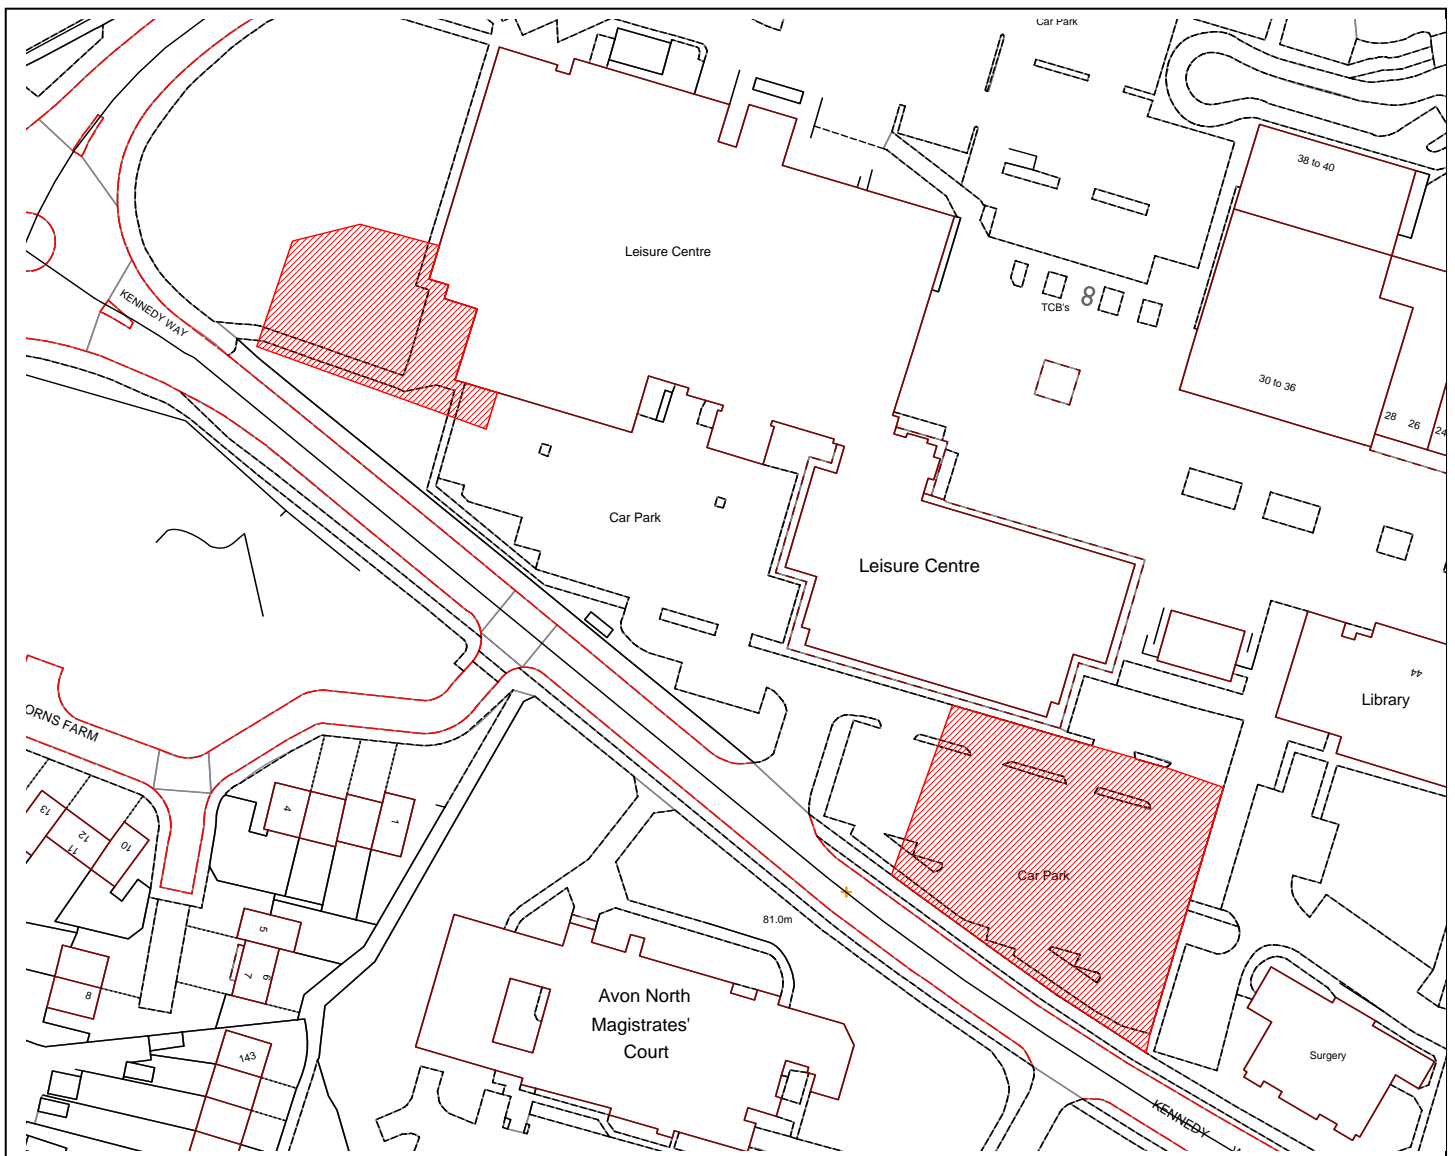 Car Park
38 to 40
Leisure Centre
KENNEDY WAY
TCB's
30 to 36
28
26
24
Car Park
Leisure Centre
44
Library
ORNS FARM
13
12
11
10
4
1
Car Park
81.0m
5
6
7
8
Avon North
Magistrates'
Court
143
Surgery
KENNEDY